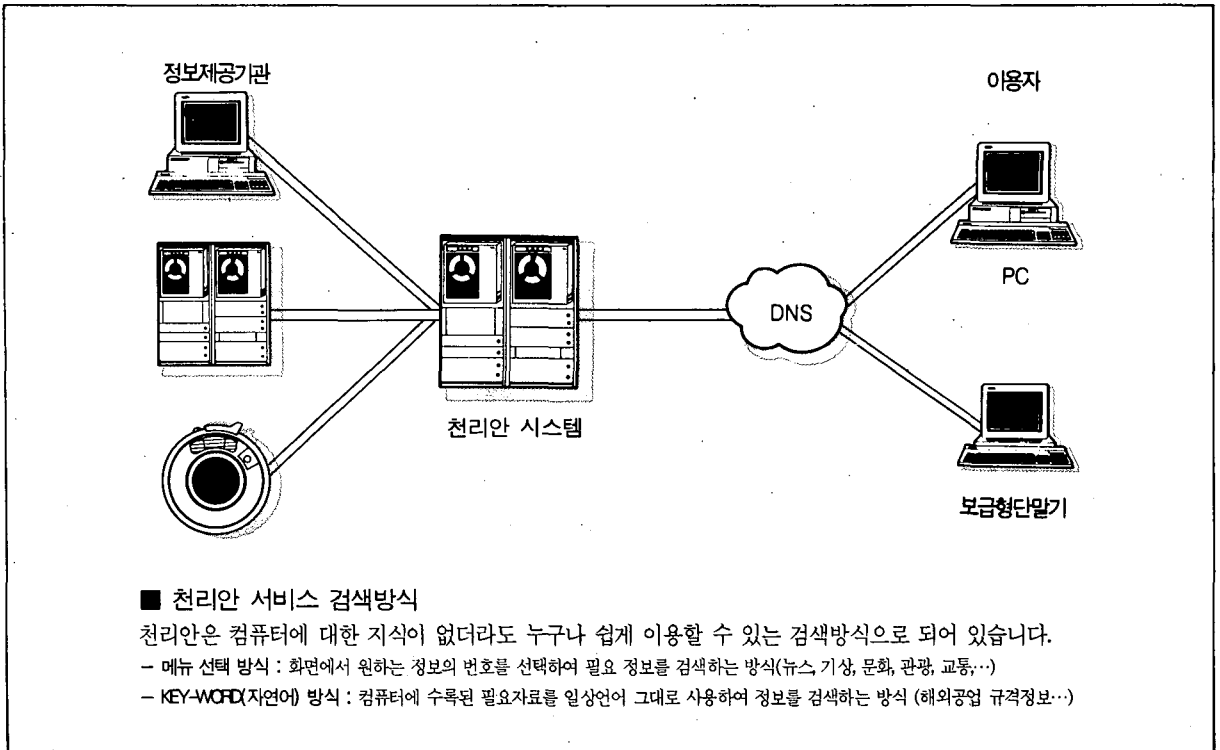 정보제공기관
이용자
PC
DNS
천리안 시스템
보급형단말기
■ 천리안 서비스 검색방식
천리안은 컴퓨터에 대한 지식이 없더라도 누구나 쉽게 이용할 수 있는 검색방식으로 되어 있습니다.
– 메뉴 선택 방식 : 화면에서 원하는 정보의 번호를 선택하여 필요 정보를 검색하는 방식(뉴스, 기상, 문화, 관광, 교통,…)
– KEY-WORD(자연어) 방식 : 컴퓨터에 수록된 필요자료를 일상언어 그대로 사용하여 정보를 검색하는 방식 (해외공업 규격정보…)